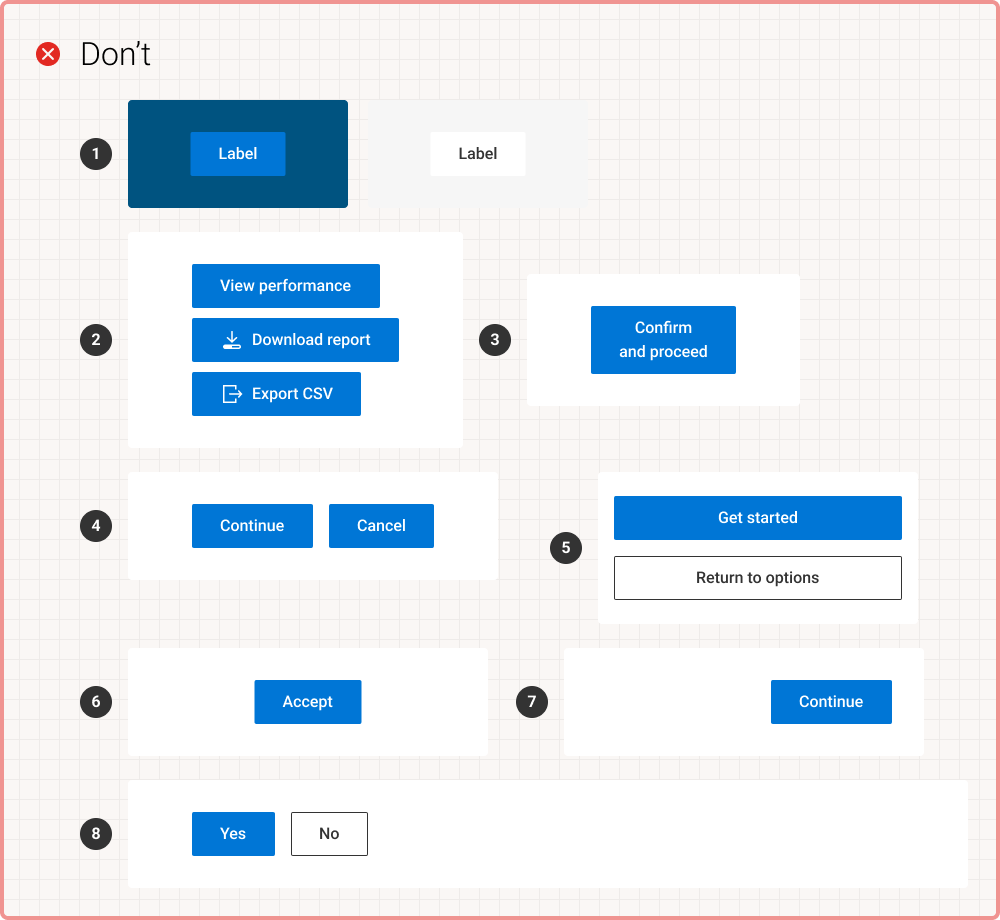 Don’t
1
Label
Label
2
View performance
Download report
Export CSV
3
Confirm
and proceed
4
Continue
Cancel
5
Get started
Return to options
6
Accept
7
Continue
8
Yes
No